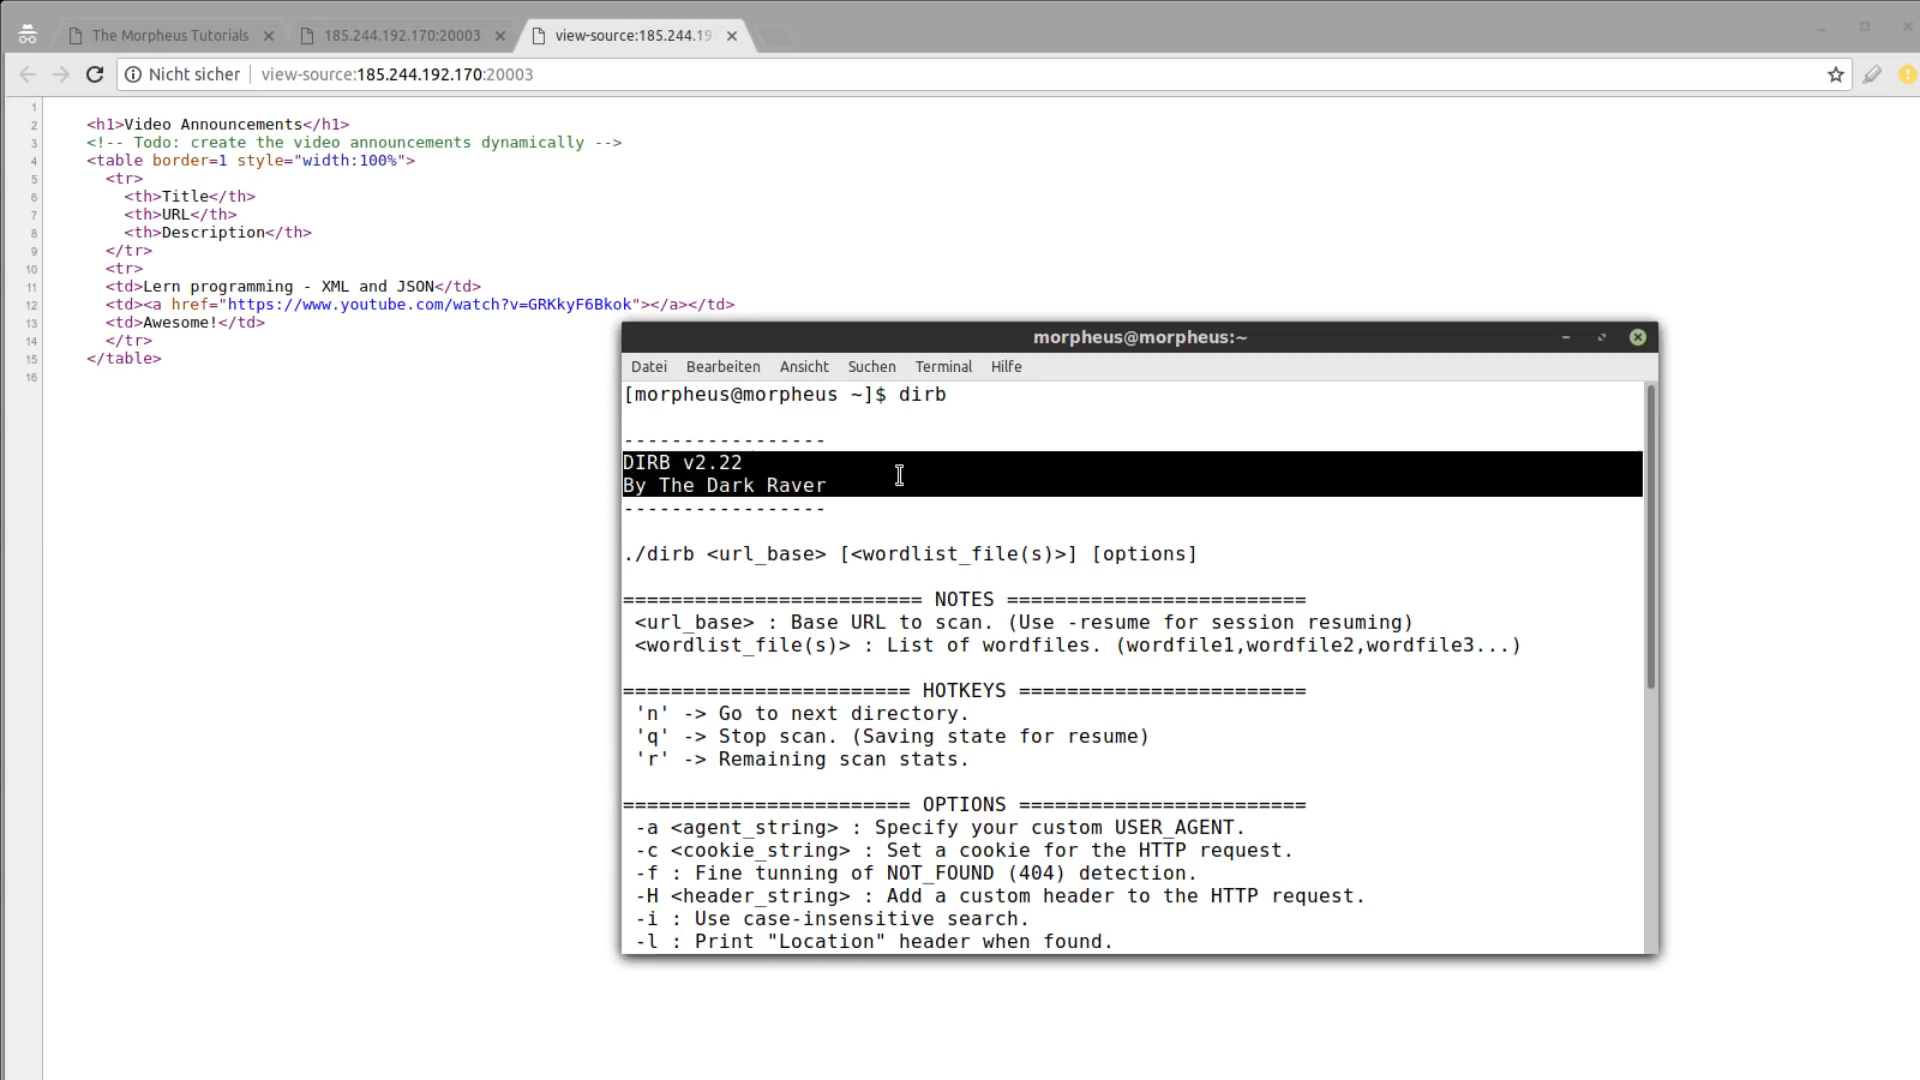 The Morpheus Tutorials
185.244.192.170:20003
view-source:185.244.19
Nicht sicher
view-source:185.244.192.170:20003
1
2 <h1>Video Announcements</h1>
3 <!-- Todo: create the video announcements dynamically -->
4 <table border=1 style="width:100%">
5 <tr>
6 <th>Title</th>
7 <th>URL</th>
8 <th>Description</th>
9 </tr>
10 <tr>
11 <td>Lern programming - XML and JSON</td>
12 <td><a href="https://www.youtube.com/watch?v=GRKkyF6Bkok"></a></td>
13 <td>Awesome!</td>
14 </tr>
15 </table>
16
morpheus@morpheus:~
Datei Bearbeiten Ansicht Suchen Terminal Hilfe
[morpheus@morpheus ~]$ dirb
-----------------
DIRB v2.22
By The Dark Raver
-----------------
./dirb <url_base> [<wordlist_file(s)>] [options]
========================= NOTES =========================
<url_base> : Base URL to scan. (Use -resume for session resuming)
<wordlist_file(s)> : List of wordfiles. (wordfile1,wordfile2,wordfile3...)
======================== HOTKEYS ========================
'n' -> Go to next directory.
'q' -> Stop scan. (Saving state for resume)
'r' -> Remaining scan stats.
======================== OPTIONS ========================
-a <agent_string> : Specify your custom USER_AGENT.
-c <cookie_string> : Set a cookie for the HTTP request.
-f : Fine tunning of NOT_FOUND (404) detection.
-H <header_string> : Add a custom header to the HTTP request.
-i : Use case-insensitive search.
-l : Print "Location" header when found.